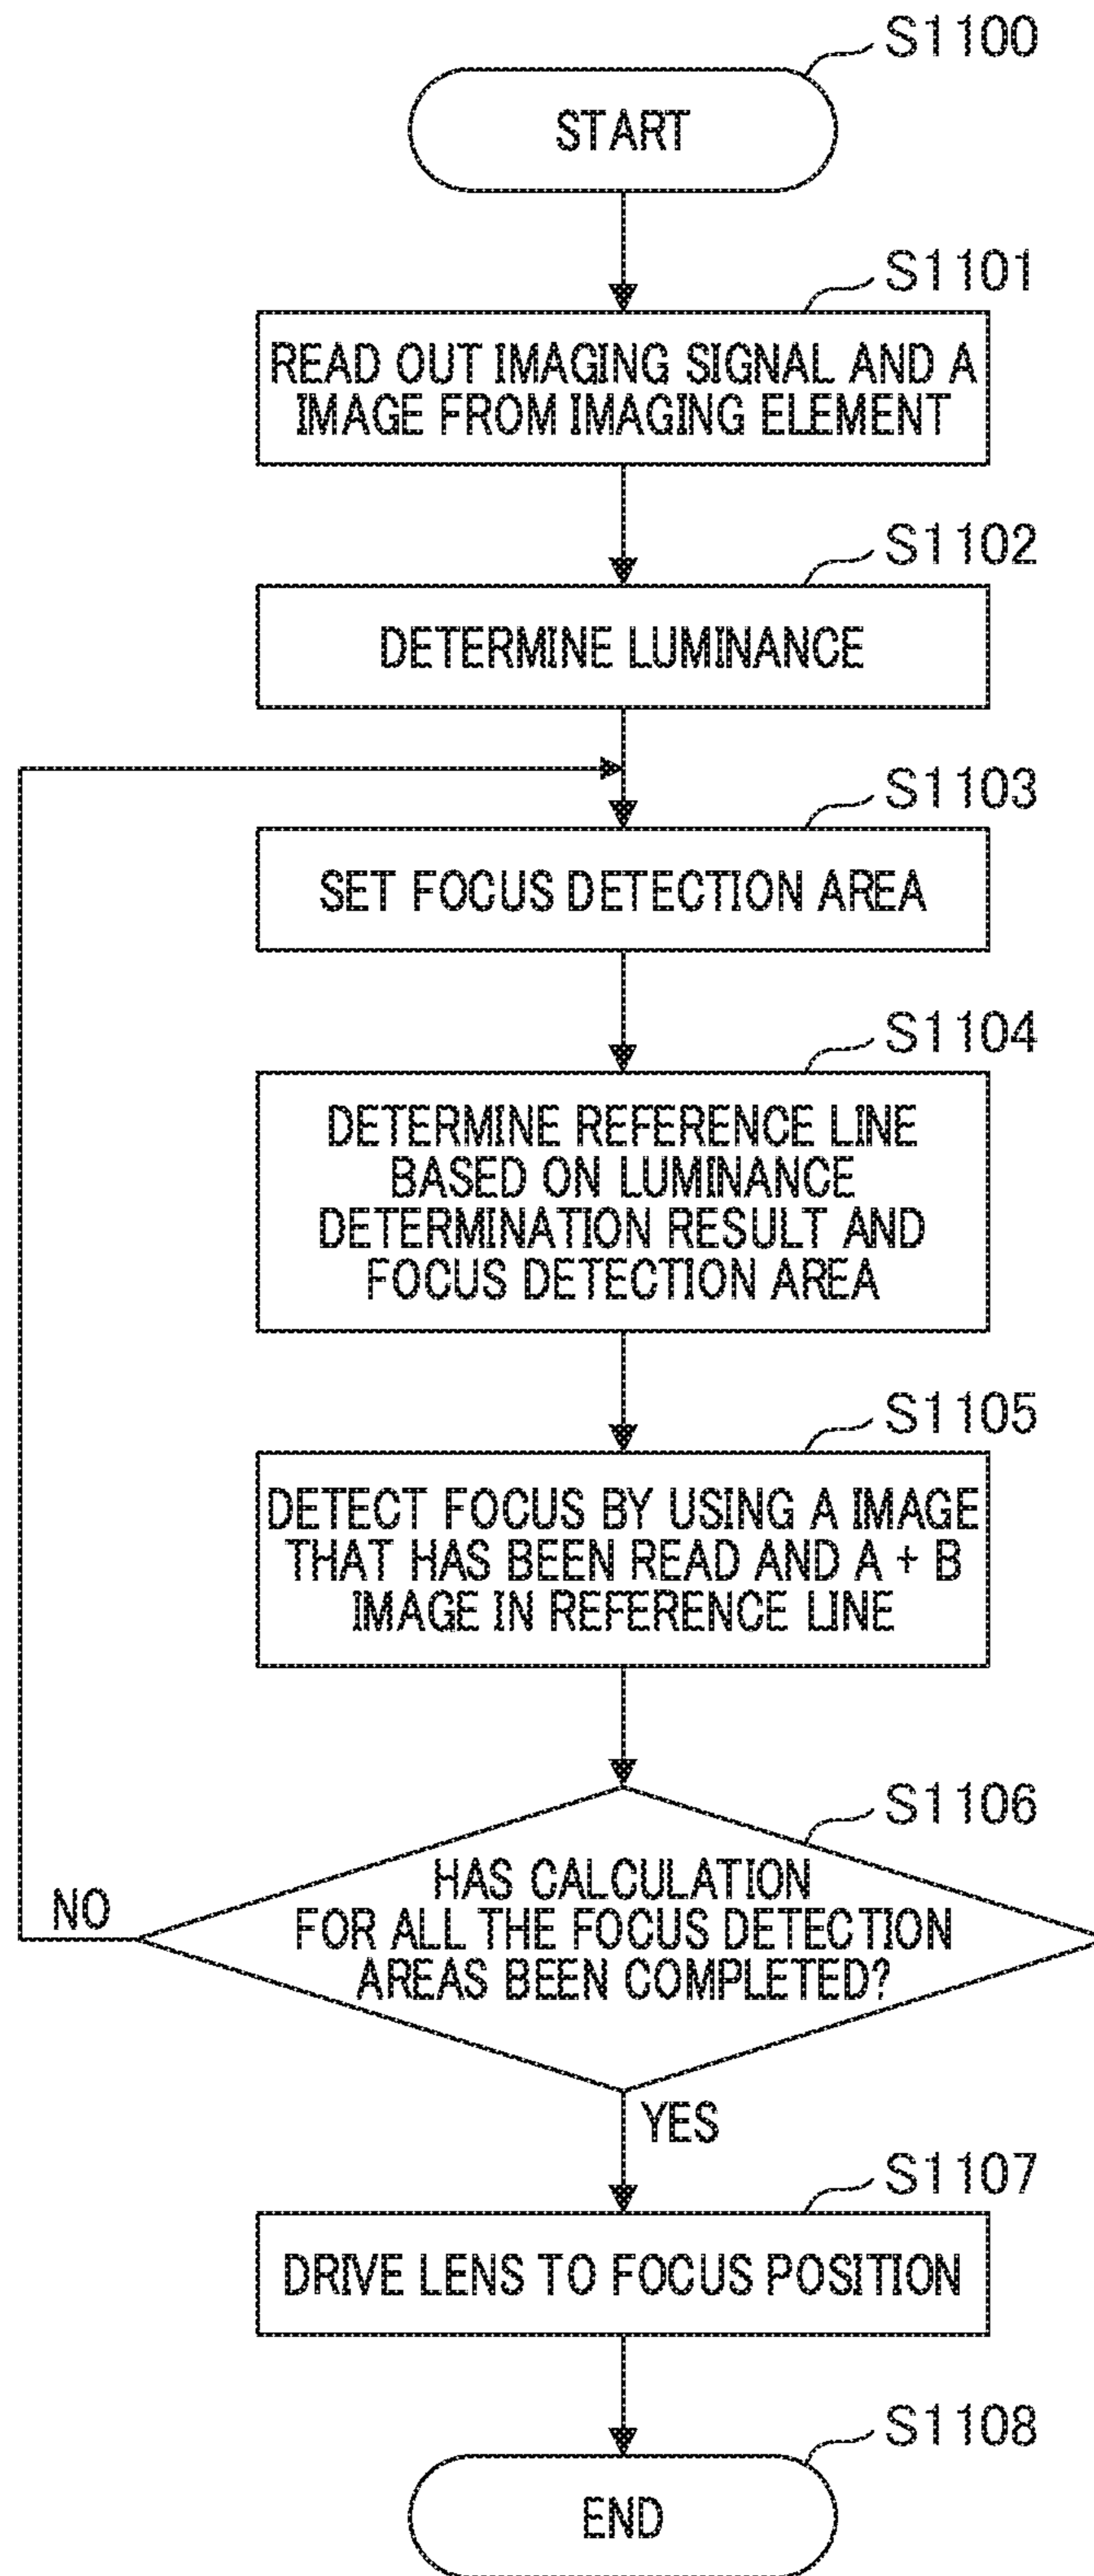 S1100
START
S1101
READ OUT IMAGING SIGNAL AND A
IMAGE FROM IMAGING ELEMENT
S1102
DETERMINE LUMINANCE
S1103
SET FOCUS DETECTION AREA
S1104
DETERMINE REFERENCE LINE
BASED ON LUMINANCE
DETERMINATION RESULT AND
FOCUS DETECTION AREA
S1105
DETECT FOCUS BY USING A IMAGE
THAT HAS BEEN READ AND A + B
IMAGE IN REFERENCE LINE
S1106
HAS CALCULATION
FOR ALL THE FOCUS DETECTION
AREAS BEEN COMPLETED?
NO
YES
S1107
DRIVE LENS TO FOCUS POSITION
S1108
END